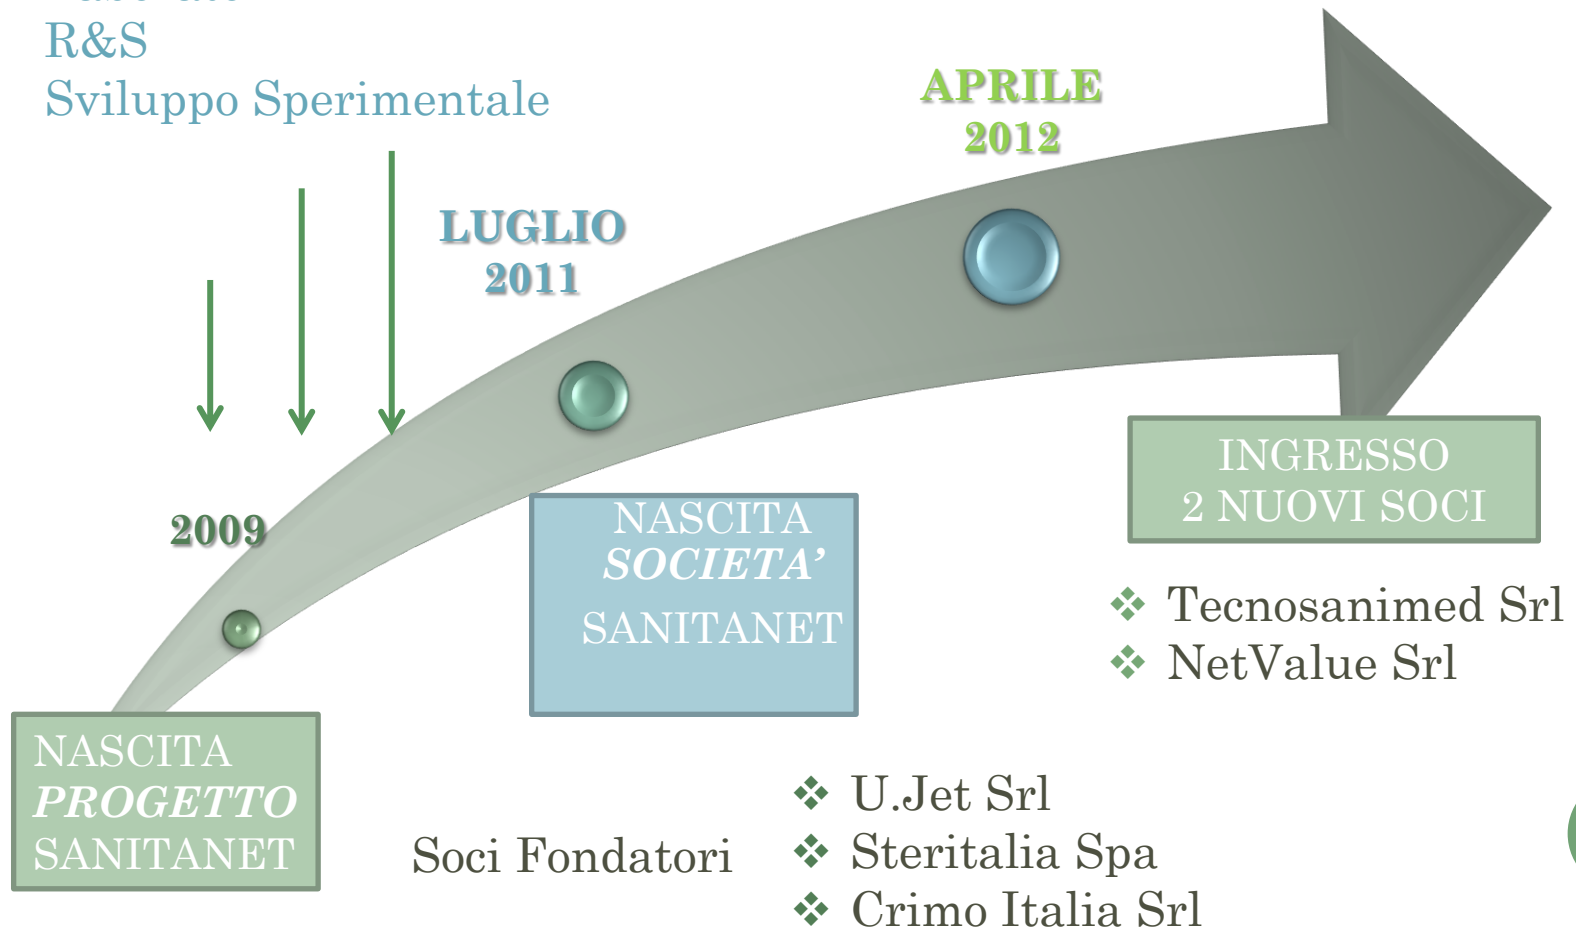 R&S
Sviluppo Sperimentale
APRILE
2012
LUGLIO
2011
2009
INGRESSO
2 NUOVI SOCI
NASCITA
SOCIETA’
SANITANET
❖ Tecnosanimed Srl
❖ NetValue Srl
NASCITA
PROGETTO
SANITANET
Soci Fondatori
❖ U.Jet Srl
❖ Steritalia Spa
❖ Crimo Italia Srl